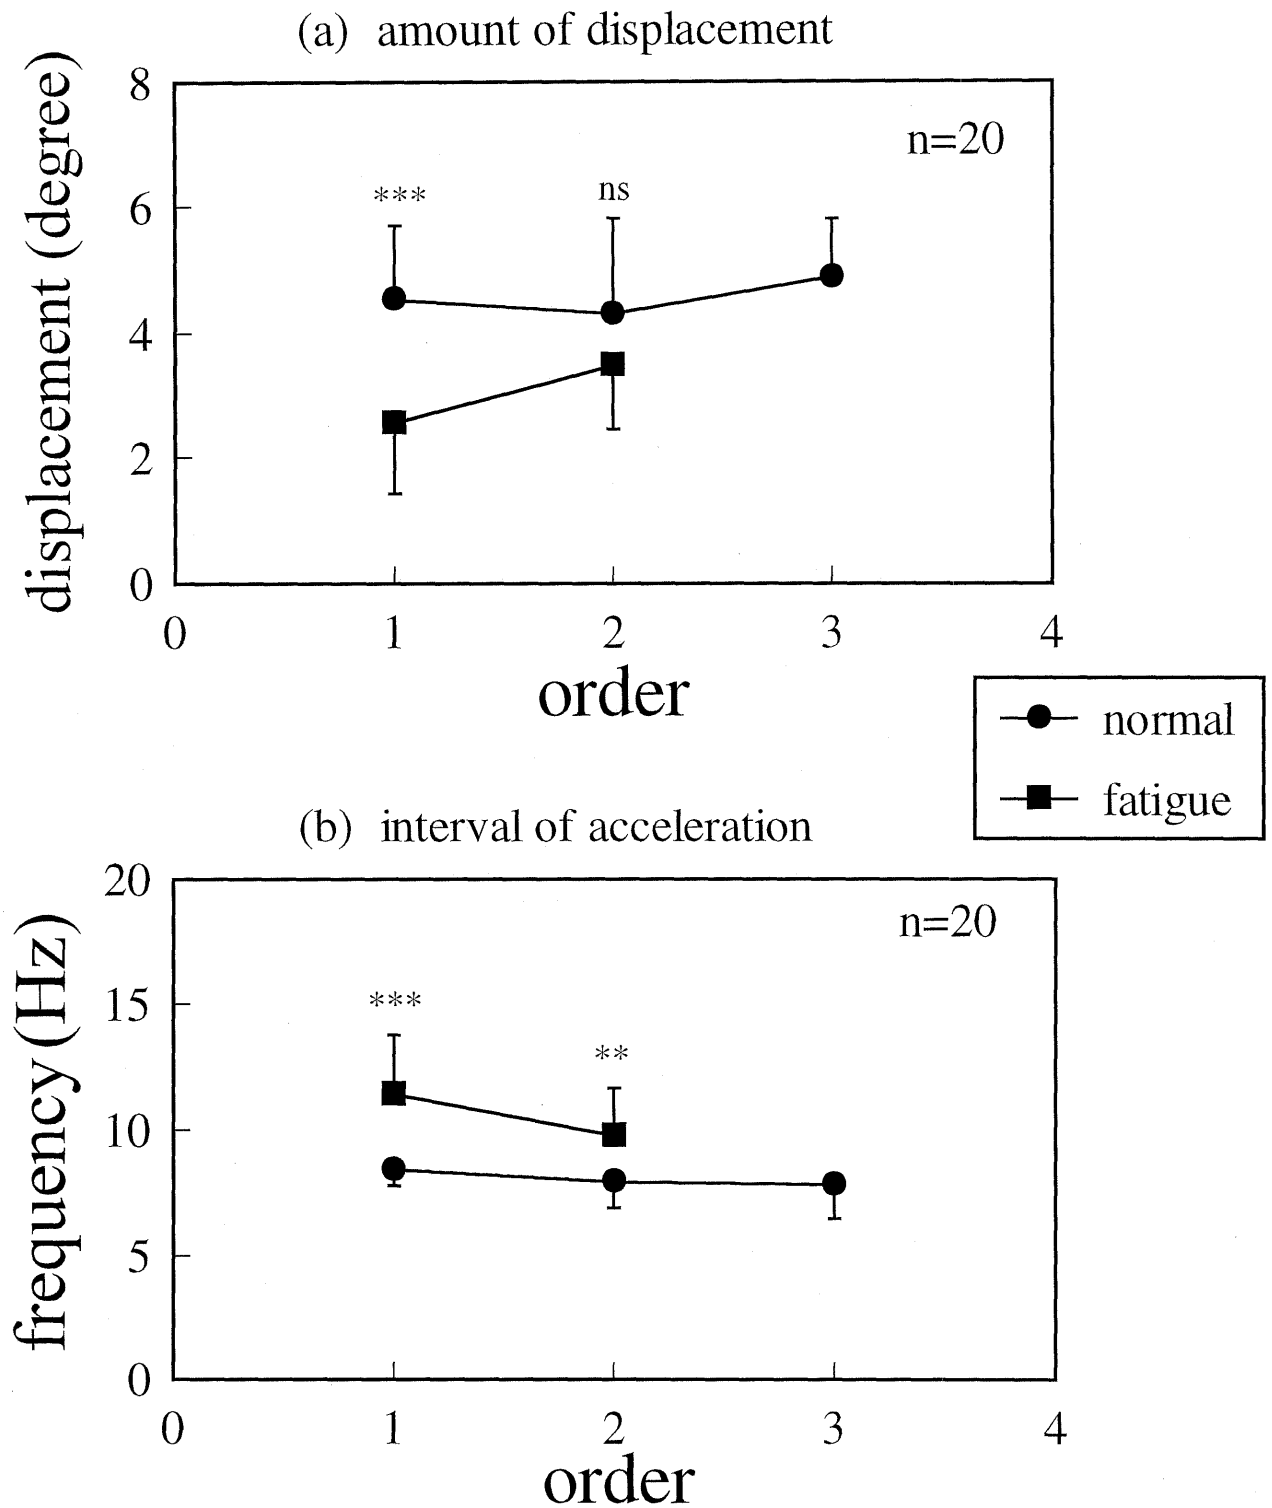 (a) amount of displacement
displacement (degree)
8
6
4
2
0
n=20
***
ns
0 1 2 3 4
order
normal
fatigue
(b) interval of acceleration
frequency (Hz)
20
15
10
5
0
n=20
***
**
0 1 2 3 4
order